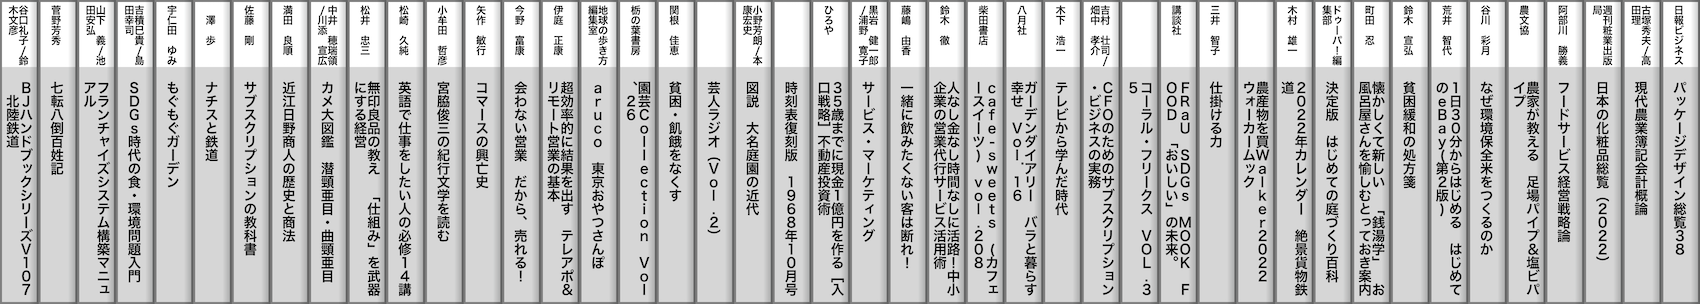 日報ビジネス
パッケージデザイン総覧38
古塚秀夫/高
田理
現代農業簿記会計概論
週刊粧業出版
局
日本の化粧品総覧(2022)
阿部川 勝義
フードサービス経営戦略論
農文協
農家が教える 足場パイプ&塩ビパ
イプ
谷川 彩月
なぜ環境保全米をつくるのか
荒井 智代
1日30分からはじめる はじめて
のeBay(第2版)
鈴木 宣弘
貧困緩和の処方箋
町田 忍
懐かしくて新しい 「銭湯学」 お
風呂屋さんを愉しむとっておき案内
ドゥーパ!編
集部
決定版 はじめての庭づくり百科
木村 雄一
2022年カレンダー 絶景貨物鉄
道
農産物を買Walker2022
ウォーカームック
三井 智子
仕掛ける力
講談社
FRaU SDGs MOOK F
OOD 「おいしい」の未来。
コーラル・フリークス VOL.3
5
吉村 壮司/
畑中 孝介
CFOのためのサブスクリプション
・ビジネスの実務
木下 浩一
テレビから学んだ時代
八月社
ガーデンダイアリー バラと暮らす
幸せ Vol.16
柴田書店
cafe-sweets (カフェ
ースイーツ) vol.208
鈴木 徹
人なし金なし時間なしに活路!中小
企業の営業代行サービス活用術
藤嶋 由香
一緒に飲みたくない客は断れ!
黒岩 健一郎
/浦野 寛子
サービス・マーケティング
ひろや
35歳までに現金1億円を作る「入
口戦略」不動産投資術
時刻表復刻版 1968年10月号
小野芳朗/本
康宏史
図説 大名庭園の近代
芸人ラジオ(Vol.2)
関根 佳恵
貧困・飢餓をなくす
栃の葉書房
園芸Collection Vol
.26
地球の歩き方
編集室
aruco 東京おやつさんぽ
伊庭 正康
超効率的に結果を出す テレアポ&
リモート営業の基本
今野 富康
会わない営業 だから、売れる!
矢作 敏行
コマースの興亡史
小牟田 哲彦
宮脇俊三の紀行文学を読む
松崎 久純
英語で仕事をしたい人の必修14講
松井 忠三
無印良品の教え 「仕組み」を武器
にする経営
中井 穂瑞領
/川添 宣広
カメ大図鑑 潜頸亜目・曲頸亜目
満田 良順
近江日野商人の歴史と商法
佐藤 剛
サブスクリプションの教科書
澤 歩
ナチスと鉄道
宇仁田 ゆみ
もぐもぐガーデン
吉積巳貴/島
田幸司
SDGs時代の食・環境問題入門
山下 義/池
田安弘
フランチャイズシステム構築マニュ
アル
菅野芳秀
七転八倒百姓記
谷口礼子/鈴
木文彦
BJハンドブックシリーズV107
 北陸鉄道